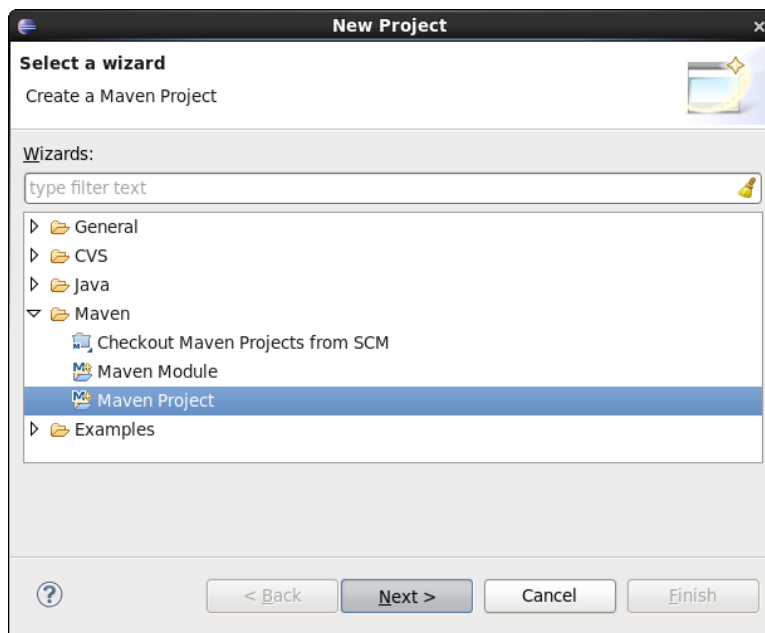 New Project
Select a wizard
Create a Maven Project
Wizards:
type filter text
General
CVS
Java
Maven
Checkout Maven Projects from SCM
Maven Module
Maven Project
Examples
? < Back Next > Cancel Finish